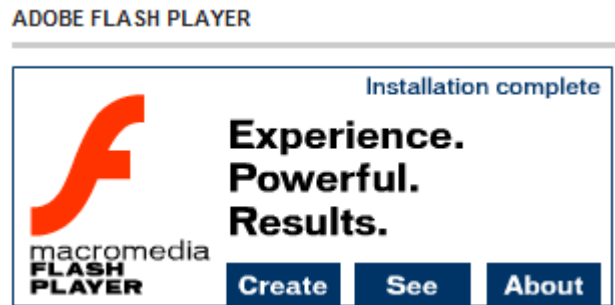 ADOBE FLASH PLAYER
Installation complete
Experience.
Powerful.
Results.
macromedia
FLASH
PLAYER
Create See About